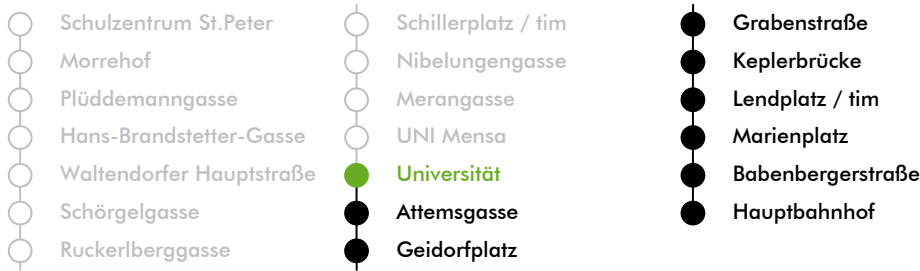 Schulzentrum St.Peter
Morrehof
Plüddemanngasse
Hans-Brandstetter-Gasse
Waltendorfer Hauptstraße
Schörgelgasse
Ruckerlberggasse
Schillerplatz / tim
Nibelungengasse
Merangasse
UNI Mensa
Universität
Attemsgasse
Geidorfplatz
Grabenstraße
Keplerbrücke
Lendplatz / tim
Marienplatz
Babenbergerstraße
Hauptbahnhof